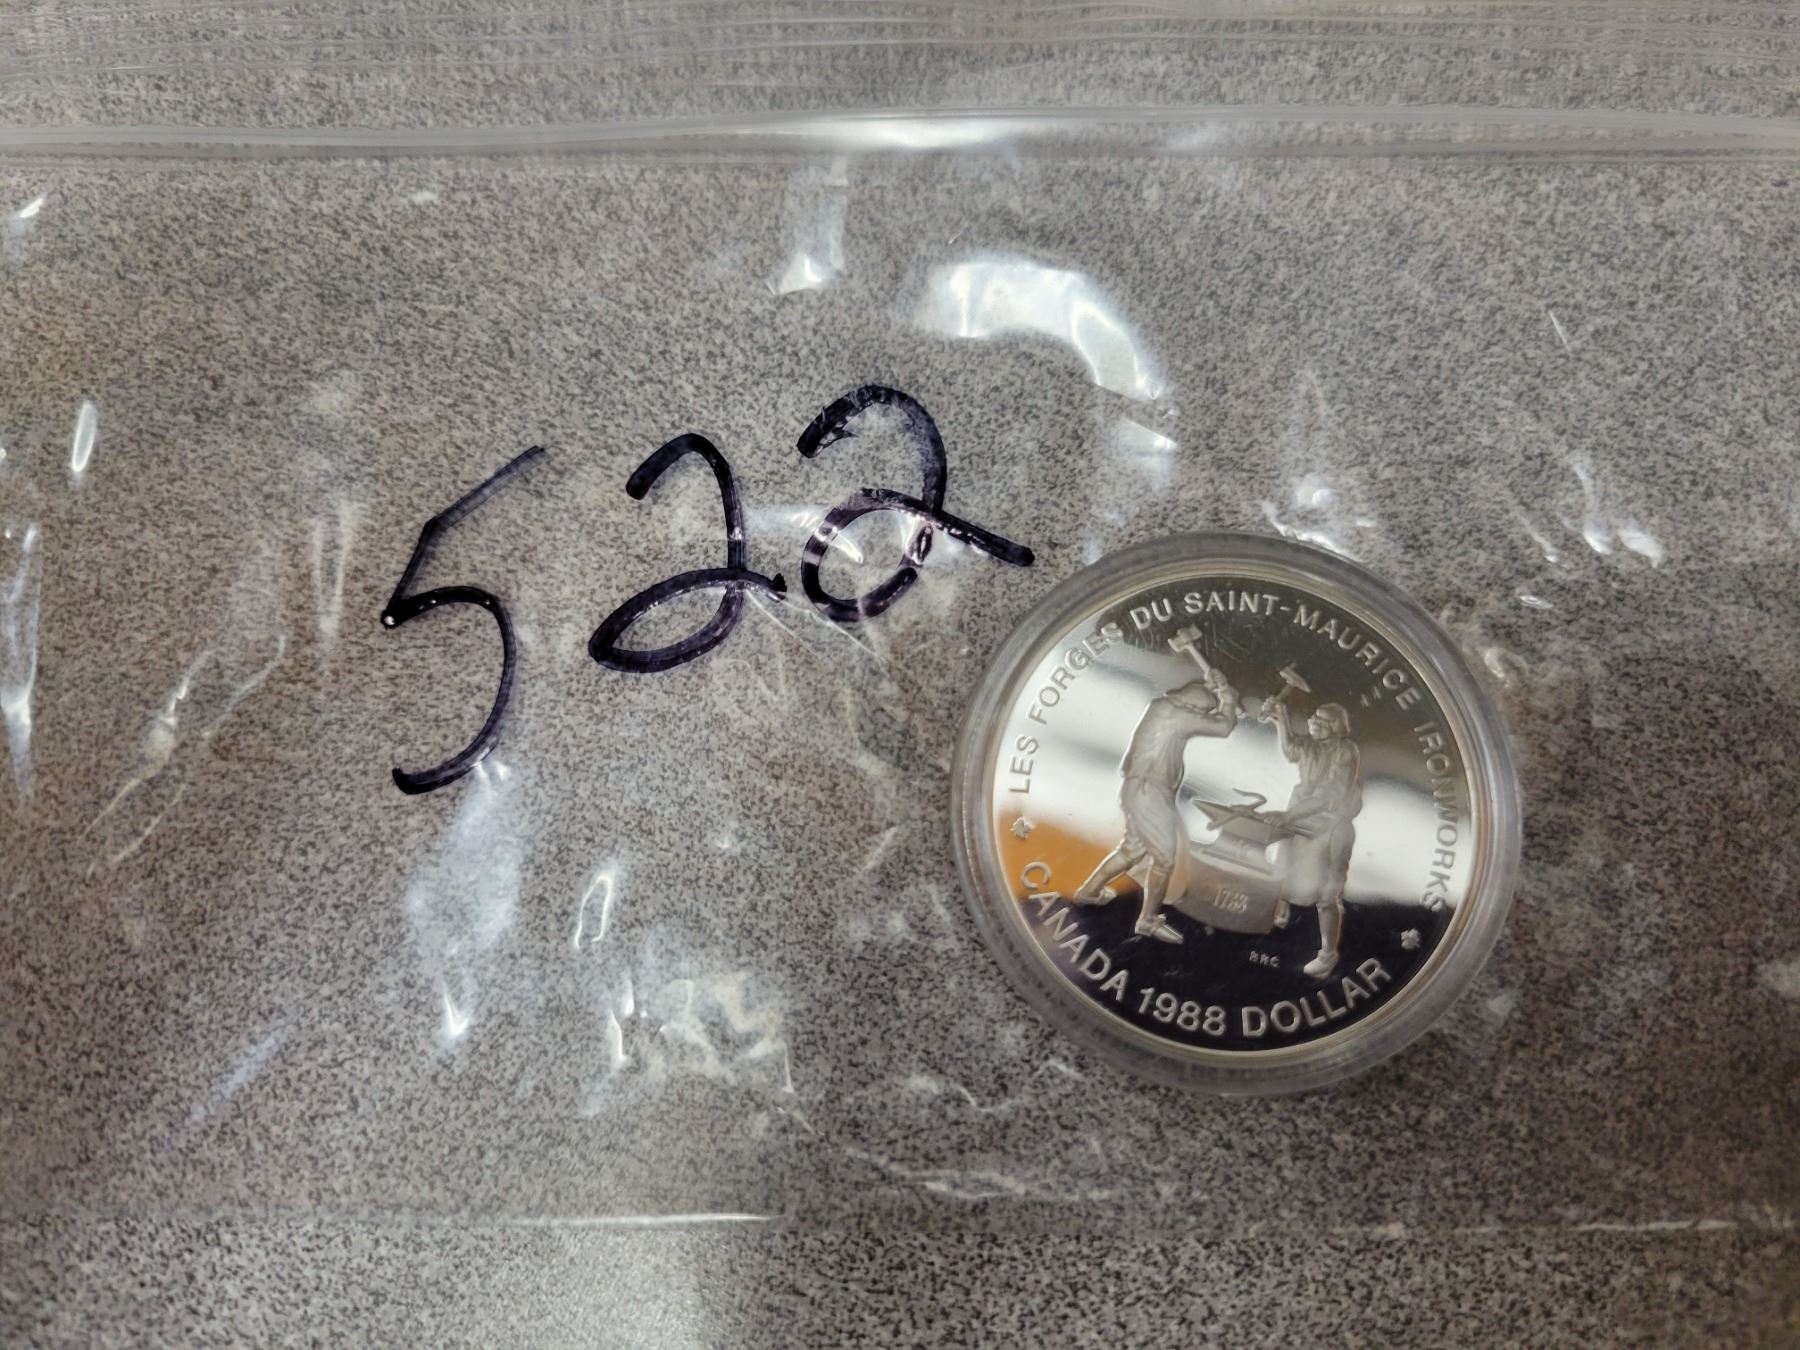 522
LES FORGES DU SAINT-MAURICE IRONWORKS
1738
RRC
CANADA 1988 DOLLAR